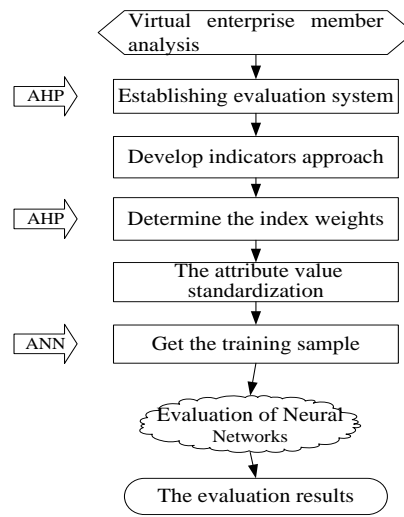 Virtual enterprise member
analysis
AHP
Establishing evaluation system
Develop indicators approach
AHP
Determine the index weights
The attribute value
standardization
ANN
Get the training sample
Evaluation of Neural
Networks
The evaluation results